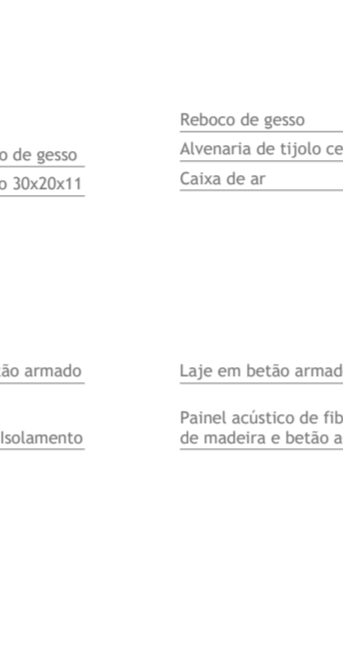 o de gesso
o 30x20x11
ão armado
Isolamento
Reboco de gesso
Alvenaria de tijolo ce
Caixa de ar
Laje em betão armad
Painel acústico de fib
de madeira e betão a